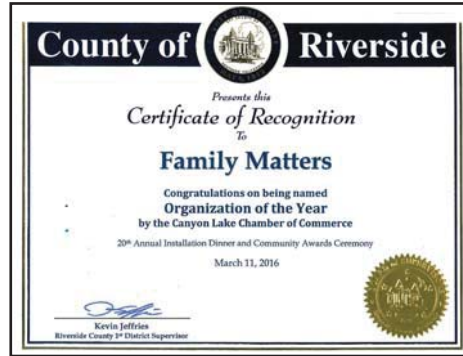 County of Riverside
Presents this
Certificate of Recognition
To
Family Matters
Congratulations on being named
Organization of the Year
by the Canyon Lake Chamber of Commerce
20th Annual Installation Dinner and Community Awards Ceremony
March 11, 2016
Kevin Jeffries
Riverside County 1st District Supervisor